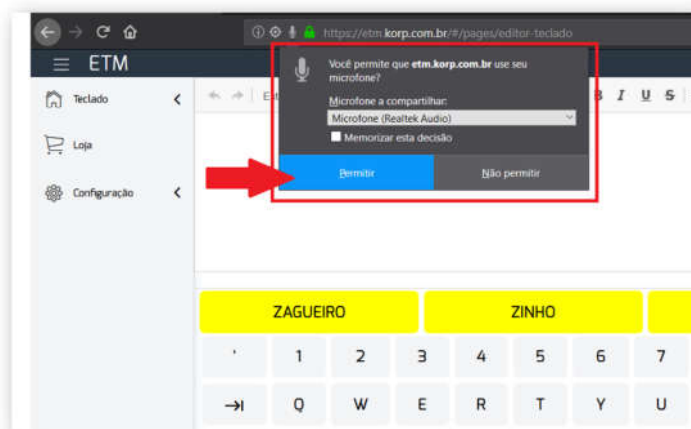 https://etm.korp.com.br/#/pages/editor-teclado
ETM
Você permite que etm.korp.com.br use seu
microfone?
Microfone a compartilhar:
Microfone (Realtek Audio)
Memorizar esta decisão
Permitir
Não permitir
Teclado
Loja
Configuração
B I U S
ZAGUEIRO
ZINHO
' 1 2 3 4 5 6 7
Q W E R T Y U